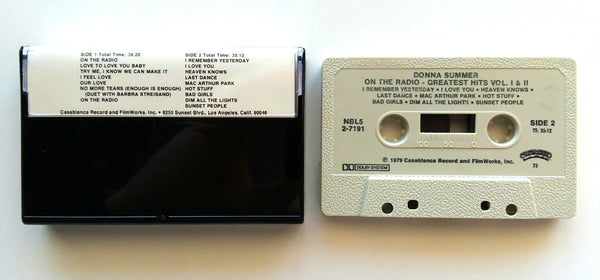 SIDE 1 Total Time: 36:20
ON THE RADIO
LOVE TO LOVE YOU BABY
TRY ME, I KNOW WE CAN MAKE IT
I FEEL LOVE
OUR LOVE
NO MORE TEARS (ENOUGH IS ENOUGH)
(DUET WITH BARBRA STREISAND)
ON THE RADIO
SIDE 2 Total Time: 35:12
I REMEMBER YESTERDAY
I LOVE YOU
HEAVEN KNOWS
LAST DANCE
MAC ARTHUR PARK
HOT STUFF
BAD GIRLS
DIM ALL THE LIGHTS
SUNSET PEOPLE
Casablanca Record and FilmWorks, Inc. • 8255 Sunset Blvd., Los Angeles, Calif. 90046
DONNA SUMMER
ON THE RADIO - GREATEST HITS VOL. I & II
I REMEMBER YESTERDAY • I LOVE YOU • HEAVEN KNOWS •
LAST DANCE • MAC ARTHUR PARK • HOT STUFF •
BAD GIRLS • DIM ALL THE LIGHTS • SUNSET PEOPLE
NBL5
2-7191
100 50 0
SIDE 2
Tt. 35:12
DOLBY SYSTEM
℗ 1979 Casablanca Record and FilmWorks, Inc.
73